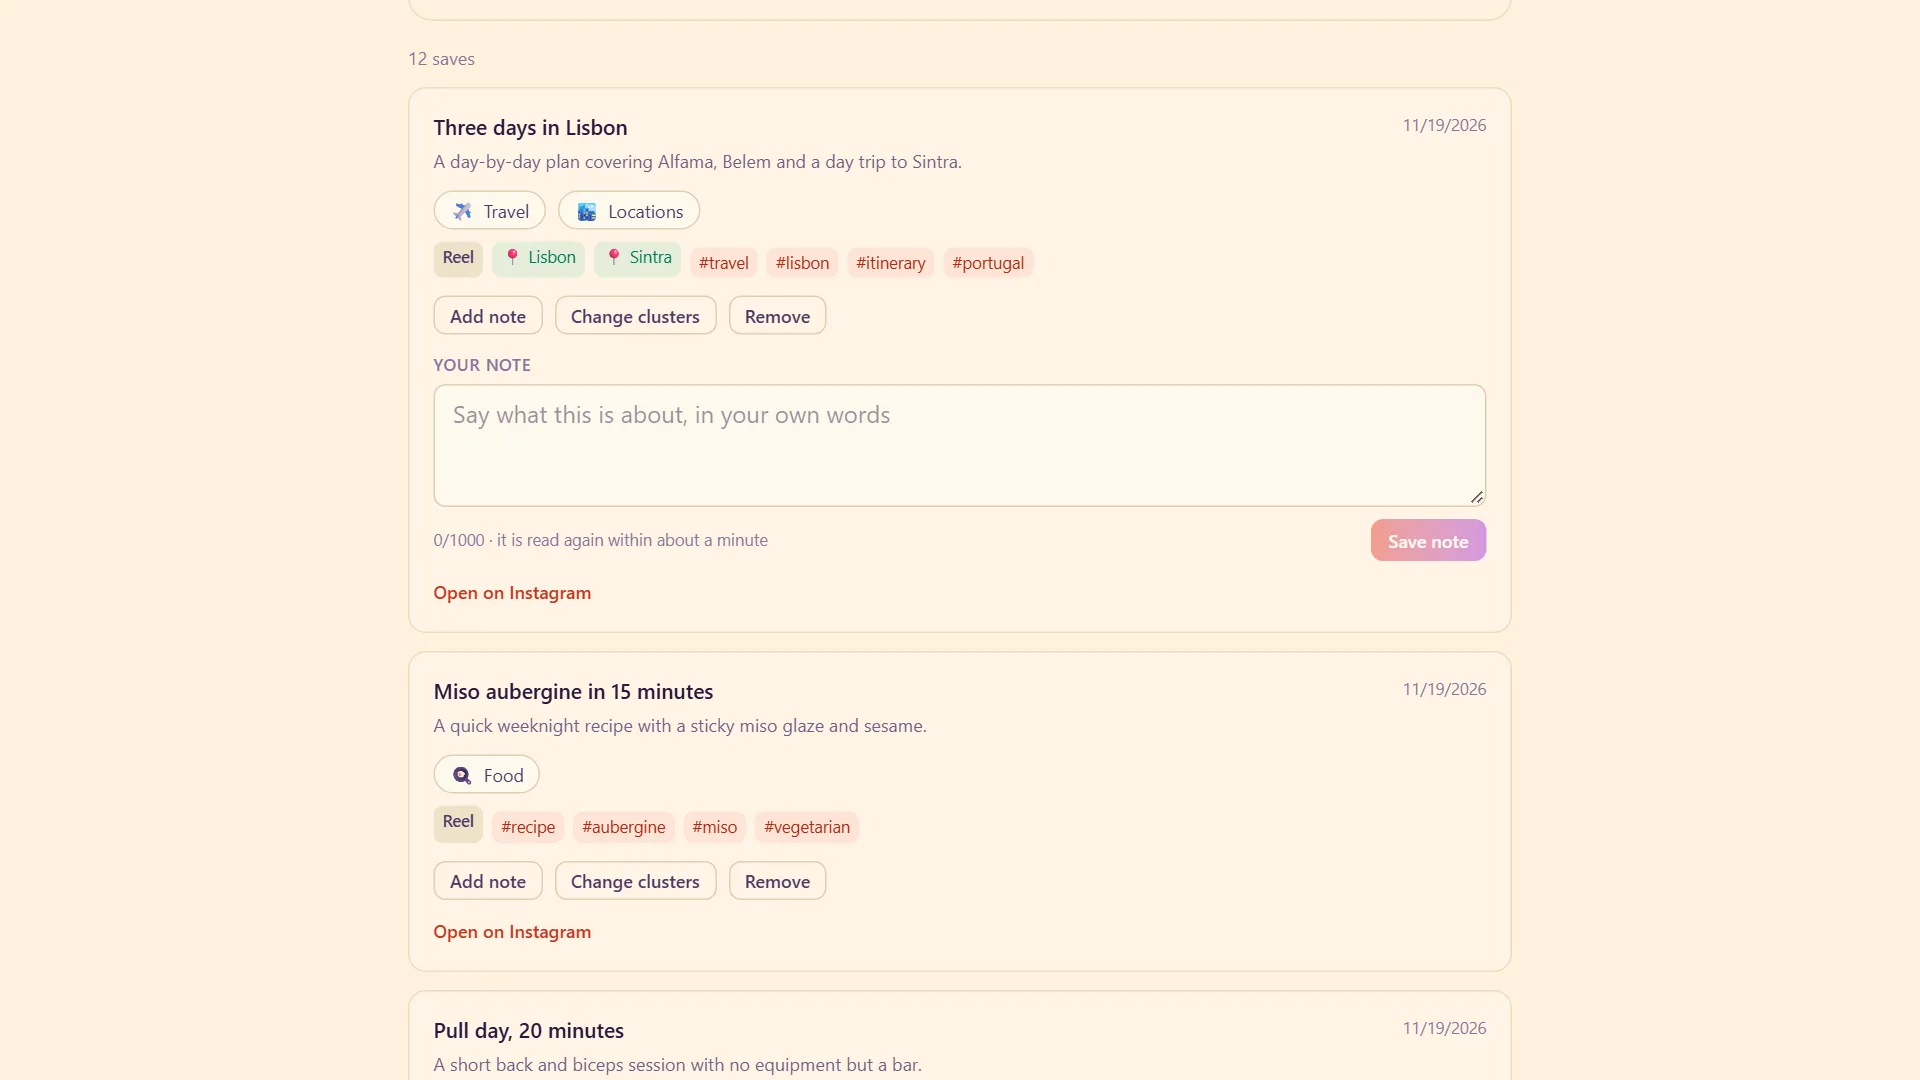 12 saves
Three days in Lisbon
11/19/2026
A day-by-day plan covering Alfama, Belem and a day trip to Sintra.
Travel Locations
Reel Lisbon Sintra #travel #lisbon #itinerary #portugal
Add note Change clusters Remove
YOUR NOTE
Say what this is about, in your own words
0/1000 · it is read again within about a minute
Save note
Open on Instagram
Miso aubergine in 15 minutes
11/19/2026
A quick weeknight recipe with a sticky miso glaze and sesame.
Food
Reel #recipe #aubergine #miso #vegetarian
Add note Change clusters Remove
Open on Instagram
Pull day, 20 minutes
11/19/2026
A short back and biceps session with no equipment but a bar.